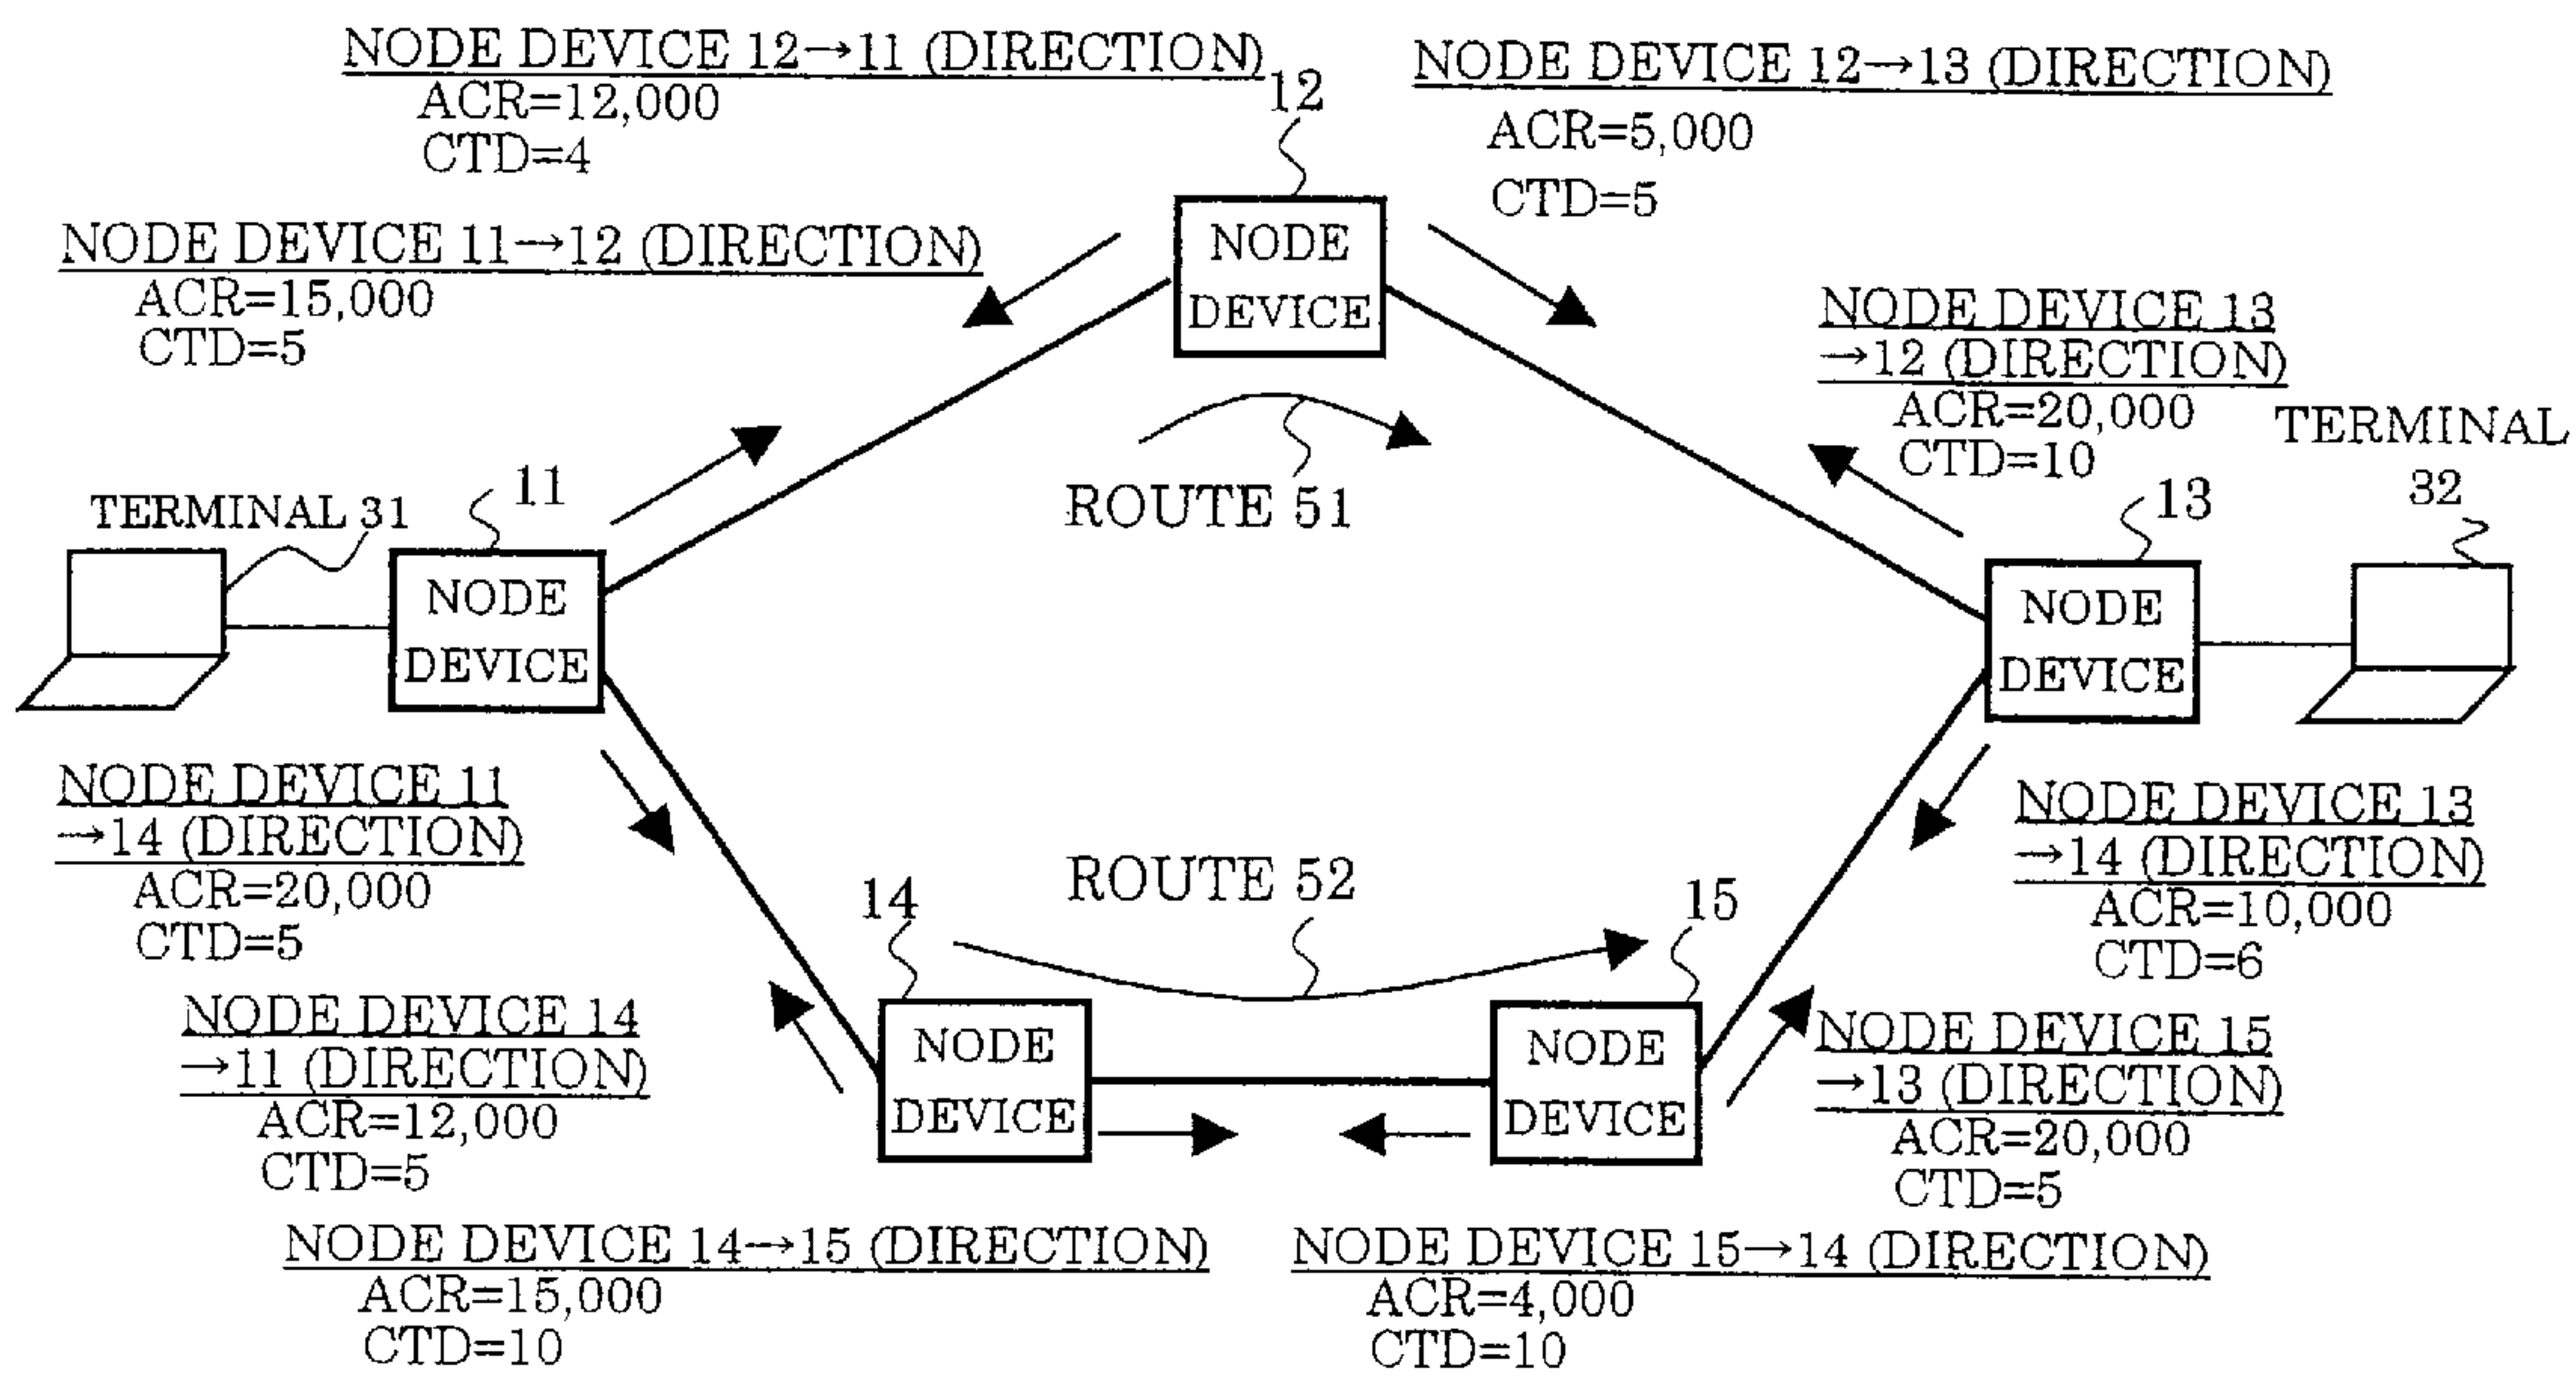 NODE DEVICE 12→11 (DIRECTION)
ACR=12,000
CTD=4
12
NODE DEVICE 12→13 (DIRECTION)
ACR=5,000
CTD=5
NODE DEVICE 11→12 (DIRECTION)
ACR=15,000
CTD=5
NODE
DEVICE
NODE DEVICE 13
→12 (DIRECTION)
ACR=20,000
CTD=10
TERMINAL
32
ROUTE 51
TERMINAL 31
11
NODE
DEVICE
13
NODE
DEVICE
NODE DEVICE 11
→14 (DIRECTION)
ACR=20,000
CTD=5
NODE DEVICE 13
→14 (DIRECTION)
ACR=10,000
CTD=6
ROUTE 52
14
15
NODE
DEVICE
NODE
DEVICE
NODE DEVICE 14
→11 (DIRECTION)
ACR=12,000
CTD=5
NODE DEVICE 15
→13 (DIRECTION)
ACR=20,000
CTD=5
NODE DEVICE 14→15 (DIRECTION)
ACR=15,000
CTD=10
NODE DEVICE 15→14 (DIRECTION)
ACR=4,000
CTD=10